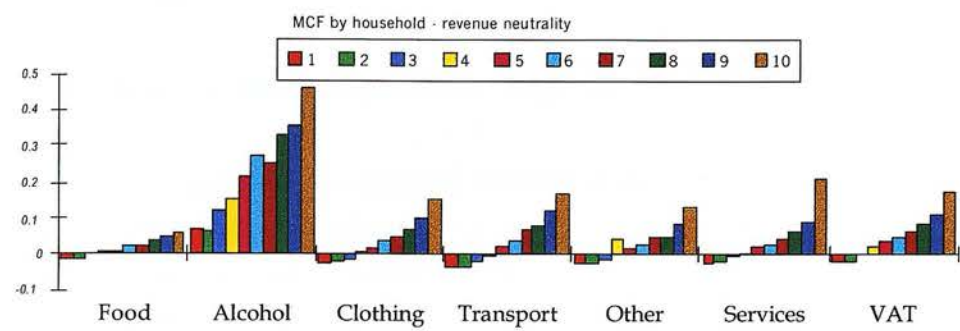 MCF by household - revenue neutrality
1 2 3 4 5 6 7 8 9 10
0.5
0.4
0.3
0.2
0.1
0
-0.1
Food Alcohol Clothing Transport Other Services VAT